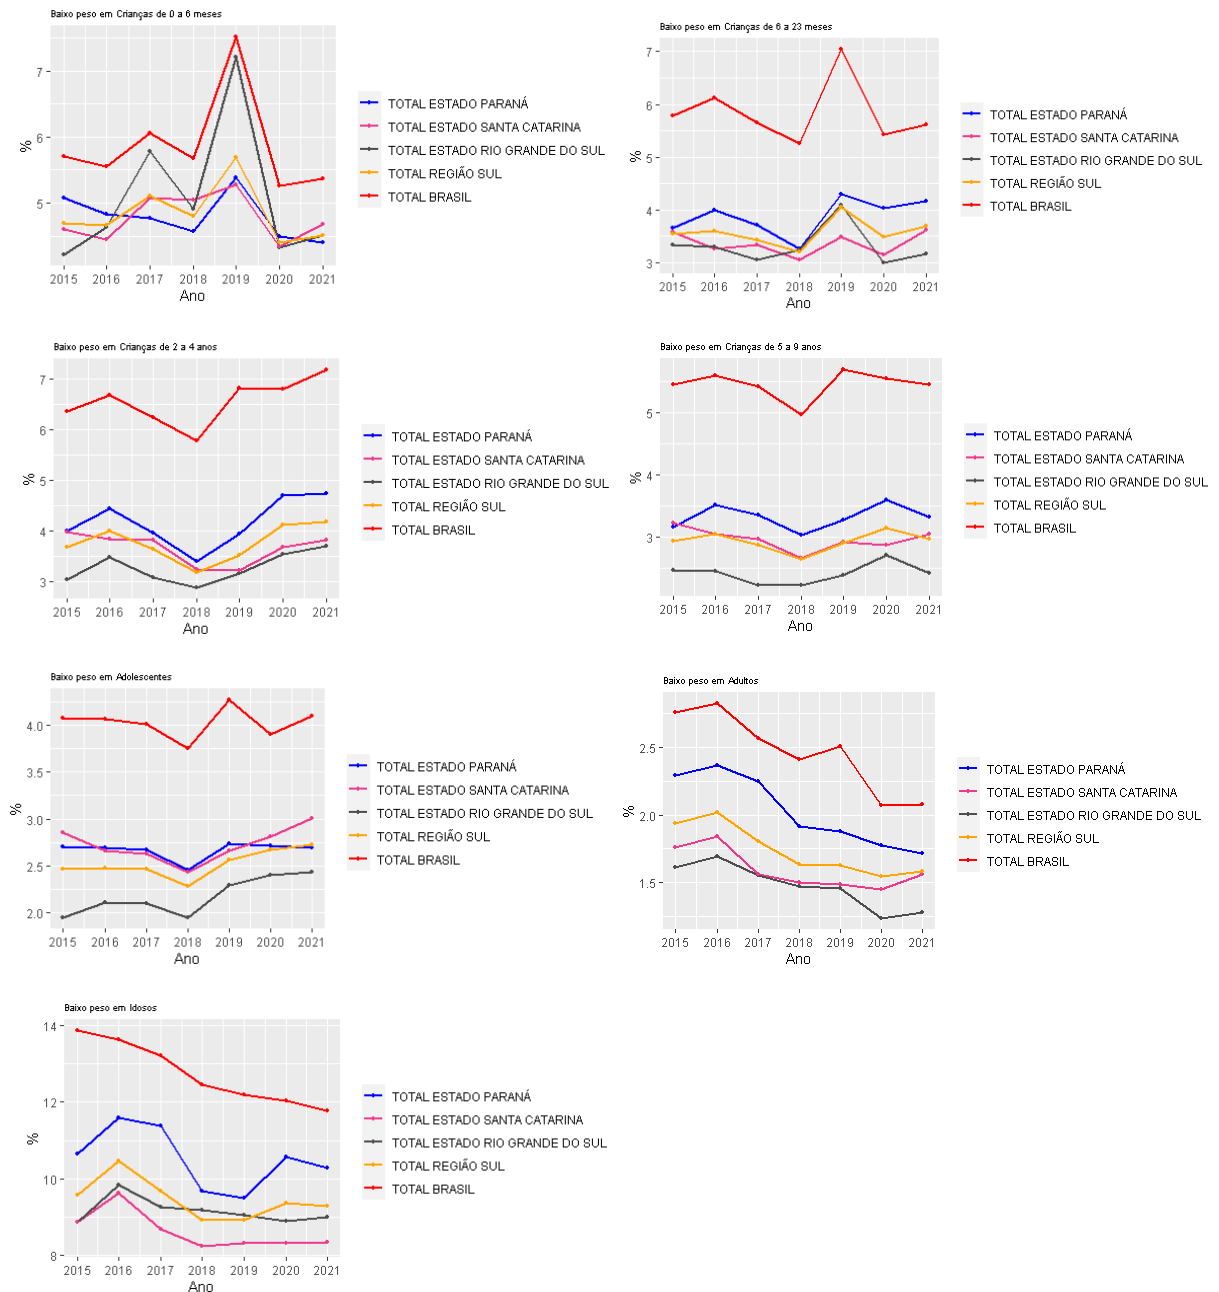 Baixo peso em Crianças de 0 a 6 meses
7
6
5
%
2015 2016 2017 2018 2019 2020 2021
Ano
TOTAL ESTADO PARANÁ
TOTAL ESTADO SANTA CATARINA
TOTAL ESTADO RIO GRANDE DO SUL
TOTAL REGIÃO SUL
TOTAL BRASIL
Baixo peso em Crianças de 6 a 23 meses
7
6
5
4
3
%
2015 2016 2017 2018 2019 2020 2021
Ano
TOTAL ESTADO PARANÁ
TOTAL ESTADO SANTA CATARINA
TOTAL ESTADO RIO GRANDE DO SUL
TOTAL REGIÃO SUL
TOTAL BRASIL
Baixo peso em Crianças de 2 a 4 anos
7
6
5
4
3
%
2015 2016 2017 2018 2019 2020 2021
Ano
TOTAL ESTADO PARANÁ
TOTAL ESTADO SANTA CATARINA
TOTAL ESTADO RIO GRANDE DO SUL
TOTAL REGIÃO SUL
TOTAL BRASIL
Baixo peso em Crianças de 5 a 9 anos
5
4
3
%
2015 2016 2017 2018 2019 2020 2021
Ano
TOTAL ESTADO PARANÁ
TOTAL ESTADO SANTA CATARINA
TOTAL ESTADO RIO GRANDE DO SUL
TOTAL REGIÃO SUL
TOTAL BRASIL
Baixo peso em Adolescentes
4.0
3.5
3.0
2.5
2.0
%
2015 2016 2017 2018 2019 2020 2021
Ano
TOTAL ESTADO PARANÁ
TOTAL ESTADO SANTA CATARINA
TOTAL ESTADO RIO GRANDE DO SUL
TOTAL REGIÃO SUL
TOTAL BRASIL
Baixo peso em Adultos
2.5
2.0
1.5
%
2015 2016 2017 2018 2019 2020 2021
Ano
TOTAL ESTADO PARANÁ
TOTAL ESTADO SANTA CATARINA
TOTAL ESTADO RIO GRANDE DO SUL
TOTAL REGIÃO SUL
TOTAL BRASIL
Baixo peso em Idosos
14
12
10
8
%
2015 2016 2017 2018 2019 2020 2021
Ano
TOTAL ESTADO PARANÁ
TOTAL ESTADO SANTA CATARINA
TOTAL ESTADO RIO GRANDE DO SUL
TOTAL REGIÃO SUL
TOTAL BRASIL